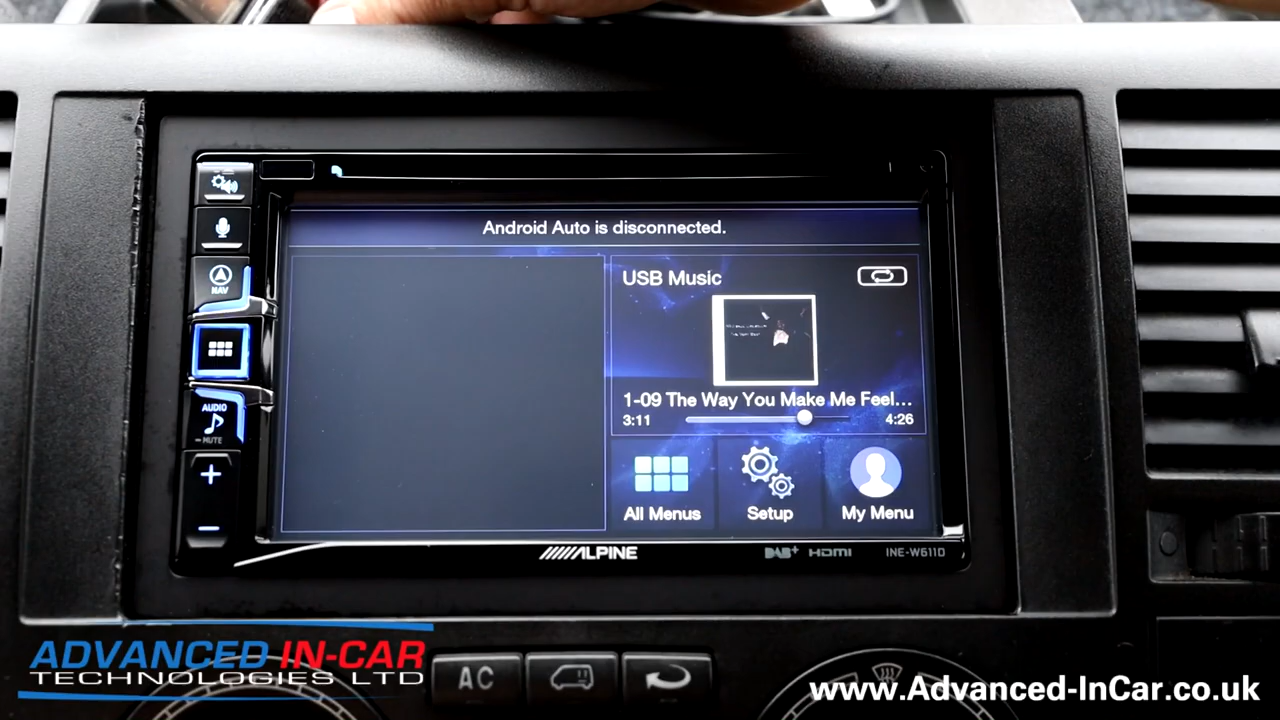 Android Auto is disconnected.
NAV
AUDIO
MUTE
USB Music
1-09 The Way You Make Me Feel...
3:11
4:26
All Menus
Setup
My Menu
ALPINE
DAB+
HDMI
INE-W611D
ADVANCED IN-CAR
TECHNOLOGIES LTD
AC
www.Advanced-InCar.co.uk